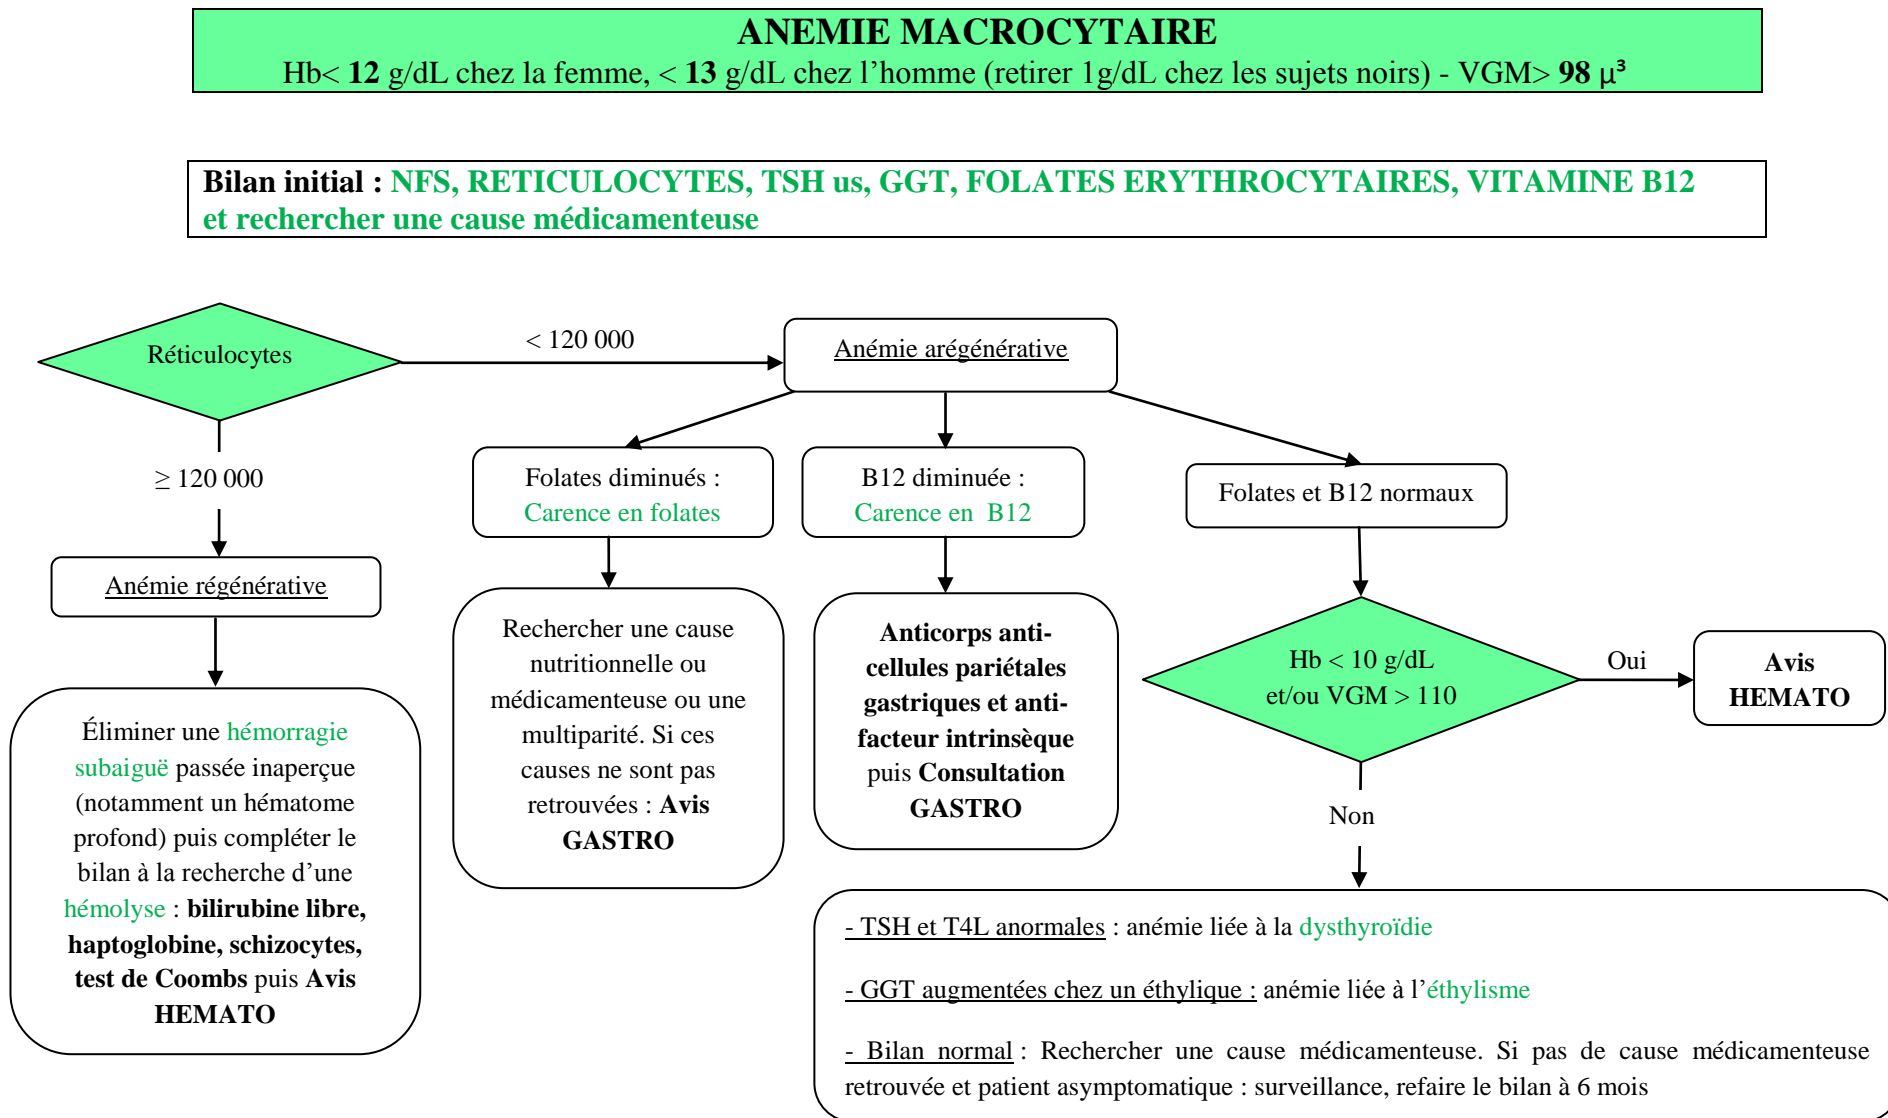 ANEMIE MACROCYTAIRE
Hb< 12 g/dL chez la femme, < 13 g/dL chez l’homme (retirer 1g/dL chez les sujets noirs) - VGM> 98 µ³
Bilan initial : NFS, RETICULOCYTES, TSH us, GGT, FOLATES ERYTHROCYTAIRES, VITAMINE B12
et rechercher une cause médicamenteuse
Réticulocytes
< 120 000
Anémie arégénérative
≥ 120 000
Anémie régénérative
Éliminer une hémorragie
subaiguë passée inaperçue
(notamment un hématome
profond) puis compléter le
bilan à la recherche d’une
hémolyse : bilirubine libre,
haptoglobine, schizocytes,
test de Coombs puis Avis
HEMATO
Folates diminués :
Carence en folates
Rechercher une cause
nutritionnelle ou
médicamenteuse ou une
multiparité. Si ces
causes ne sont pas
retrouvées : Avis
GASTRO
B12 diminuée :
Carence en B12
Anticorps anti-
cellules pariétales
gastriques et anti-
facteur intrinsèque
puis Consultation
GASTRO
Folates et B12 normaux
Hb < 10 g/dL
et/ou VGM > 110
Oui
Avis
HEMATO
Non
- TSH et T4L anormales : anémie liée à la dysthyroïdie
- GGT augmentées chez un éthylique : anémie liée à l’éthylisme
- Bilan normal : Rechercher une cause médicamenteuse. Si pas de cause médicamenteuse
retrouvée et patient asymptomatique : surveillance, refaire le bilan à 6 mois